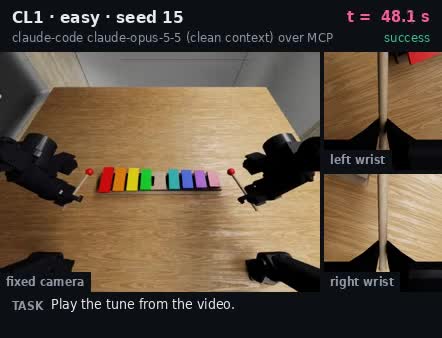 CL1 · easy · seed 15
t = 48.1 s
claude-code claude-opus-5-5 (clean context) over MCP
success
left wrist
fixed camera
right wrist
TASK Play the tune from the video.